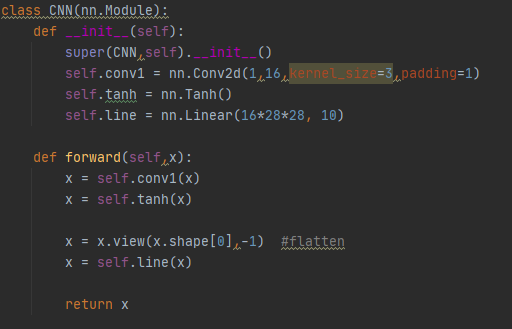 class CNN(nn.Module):
    def __init__(self):
        super(CNN,self).__init__()
        self.conv1 = nn.Conv2d(1,16,kernel_size=3,padding=1)
        self.tanh = nn.Tanh()
        self.line = nn.Linear(16*28*28, 10)

    def forward(self,x):
        x = self.conv1(x)
        x = self.tanh(x)

        x = x.view(x.shape[0],-1)  #flatten
        x = self.line(x)

        return x